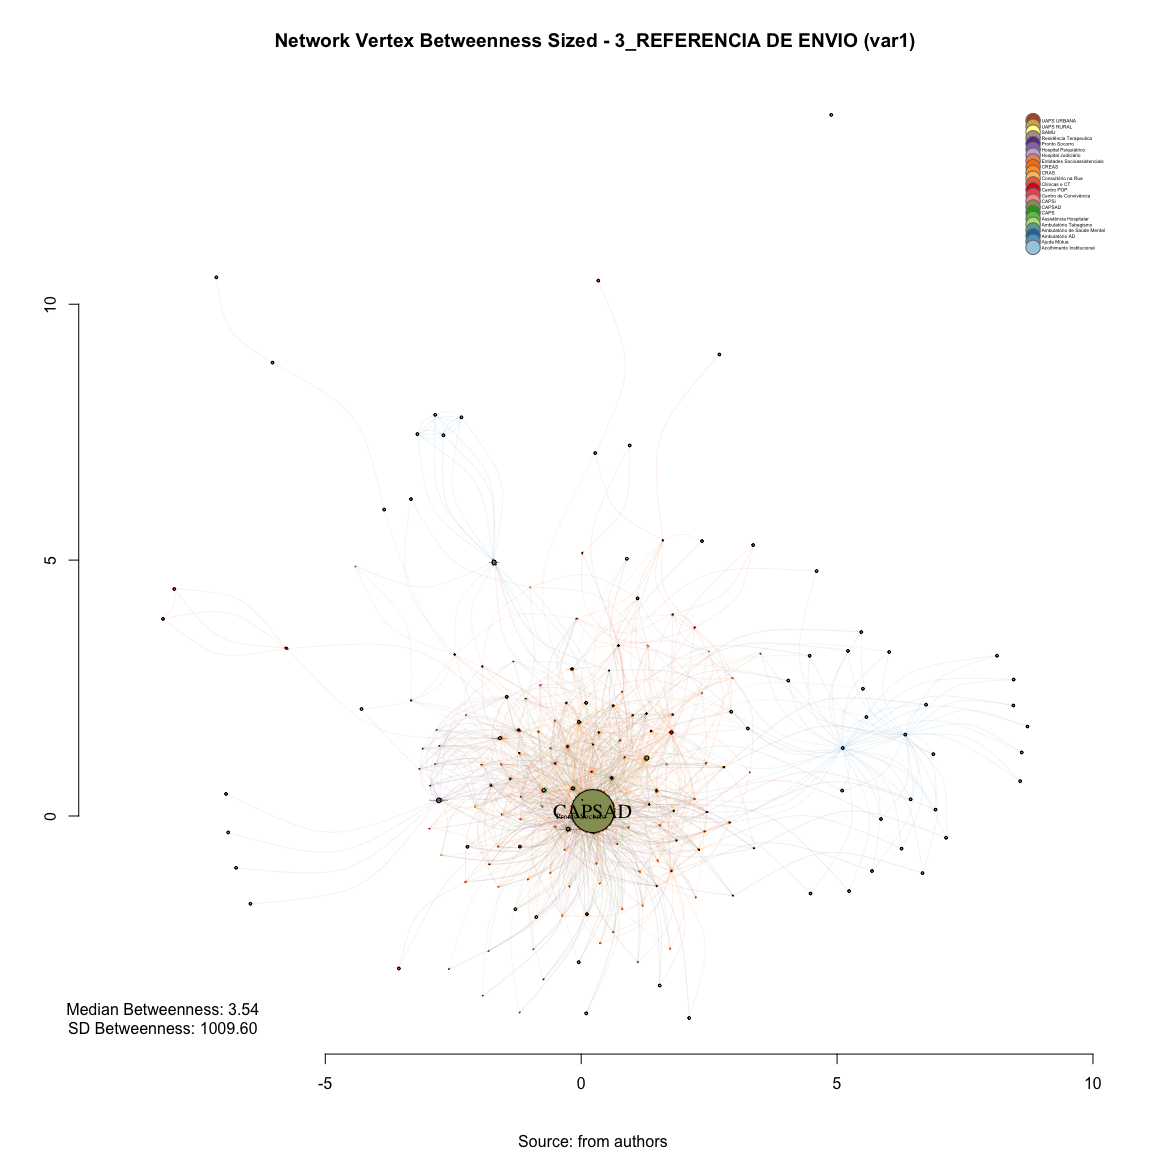 Network Vertex Betweenness Sized - 3_REFERENCIA DE ENVIO (var1)
UAPS URBANA
UAPS RURAL
SAMU
Residência Terapeutica
Pronto Socorro
Hospital Psiquiátrico
Hospital Judiciário
Entidades Socioassistenciais
CREAS
CRAS
Consultório na Rua
Clínicas e CT
Centro POP
Centro de Convivência
CAPSi
CAPSAD
CAPS
Assistência Hospitalar
Ambulatório Tabagismo
Ambulatório de Saúde Mental
Ambulatório AD
Ajuda Mútua
Acolhimento Institucional
10
5
0
CAPSAD
Pronto Socorro
Median Betweenness: 3.54
SD Betweenness: 1009.60
-5
0
5
10
Source: from authors